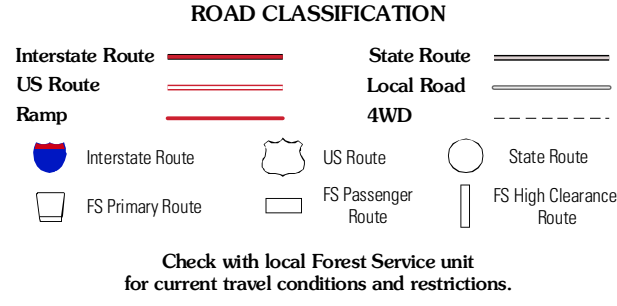 ROAD CLASSIFICATION
Interstate Route
State Route
US Route
Local Road
Ramp
4WD
Interstate Route
US Route
State Route
FS Primary Route
FS Passenger
Route
FS High Clearance
Route
Check with local Forest Service unit
for current travel conditions and restrictions.